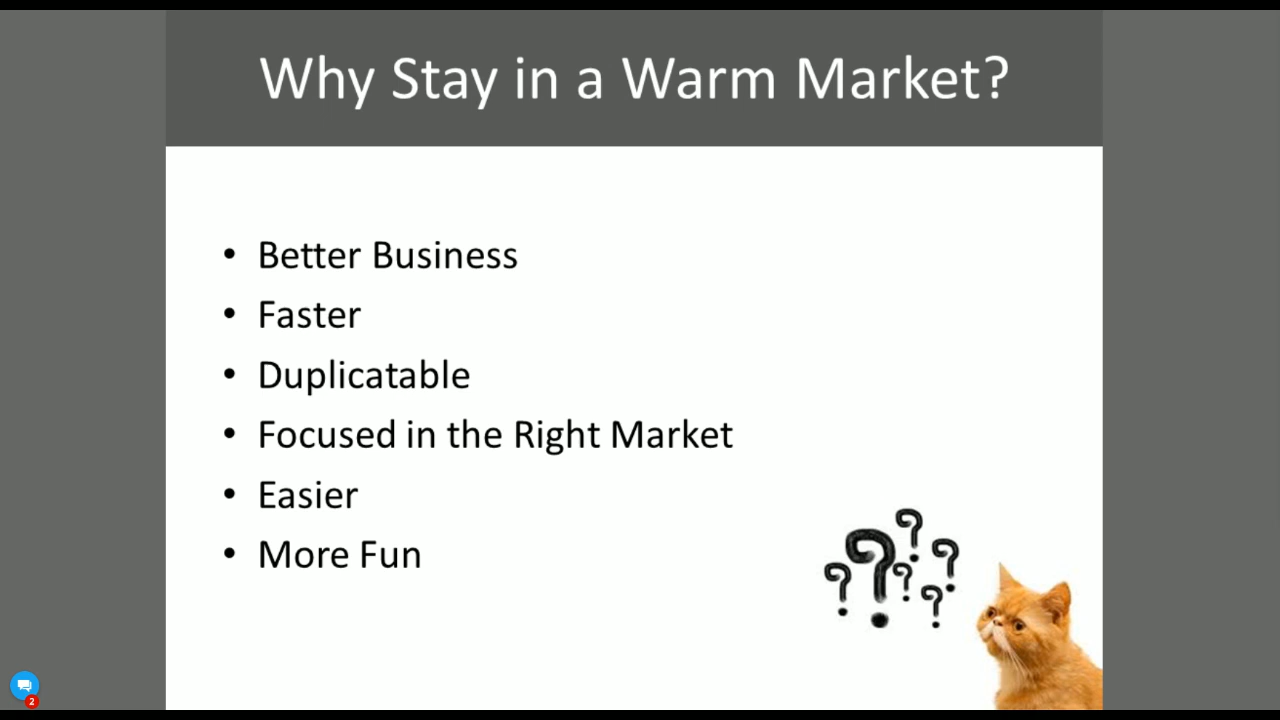 Why Stay in a Warm Market?
• Better Business
• Faster
• Duplicatable
• Focused in the Right Market
• Easier
• More Fun
? ? ? ? ? ?
2